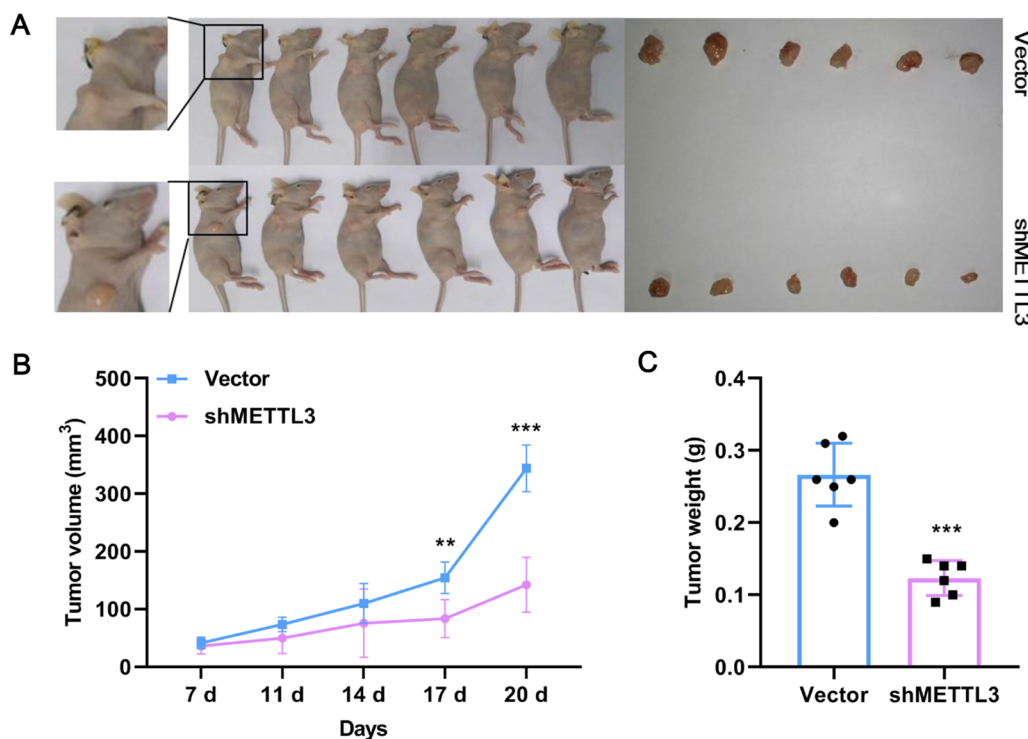 A
Vector
shMETTL3
B
Tumor volume (mm³)
500
400
300
200
100
0
Vector
shMETTL3
**
***
7 d
11 d
14 d
17 d
20 d
Days
C
Tumor weight (g)
0.4
0.3
0.2
0.1
0.0
***
Vector
shMETTL3